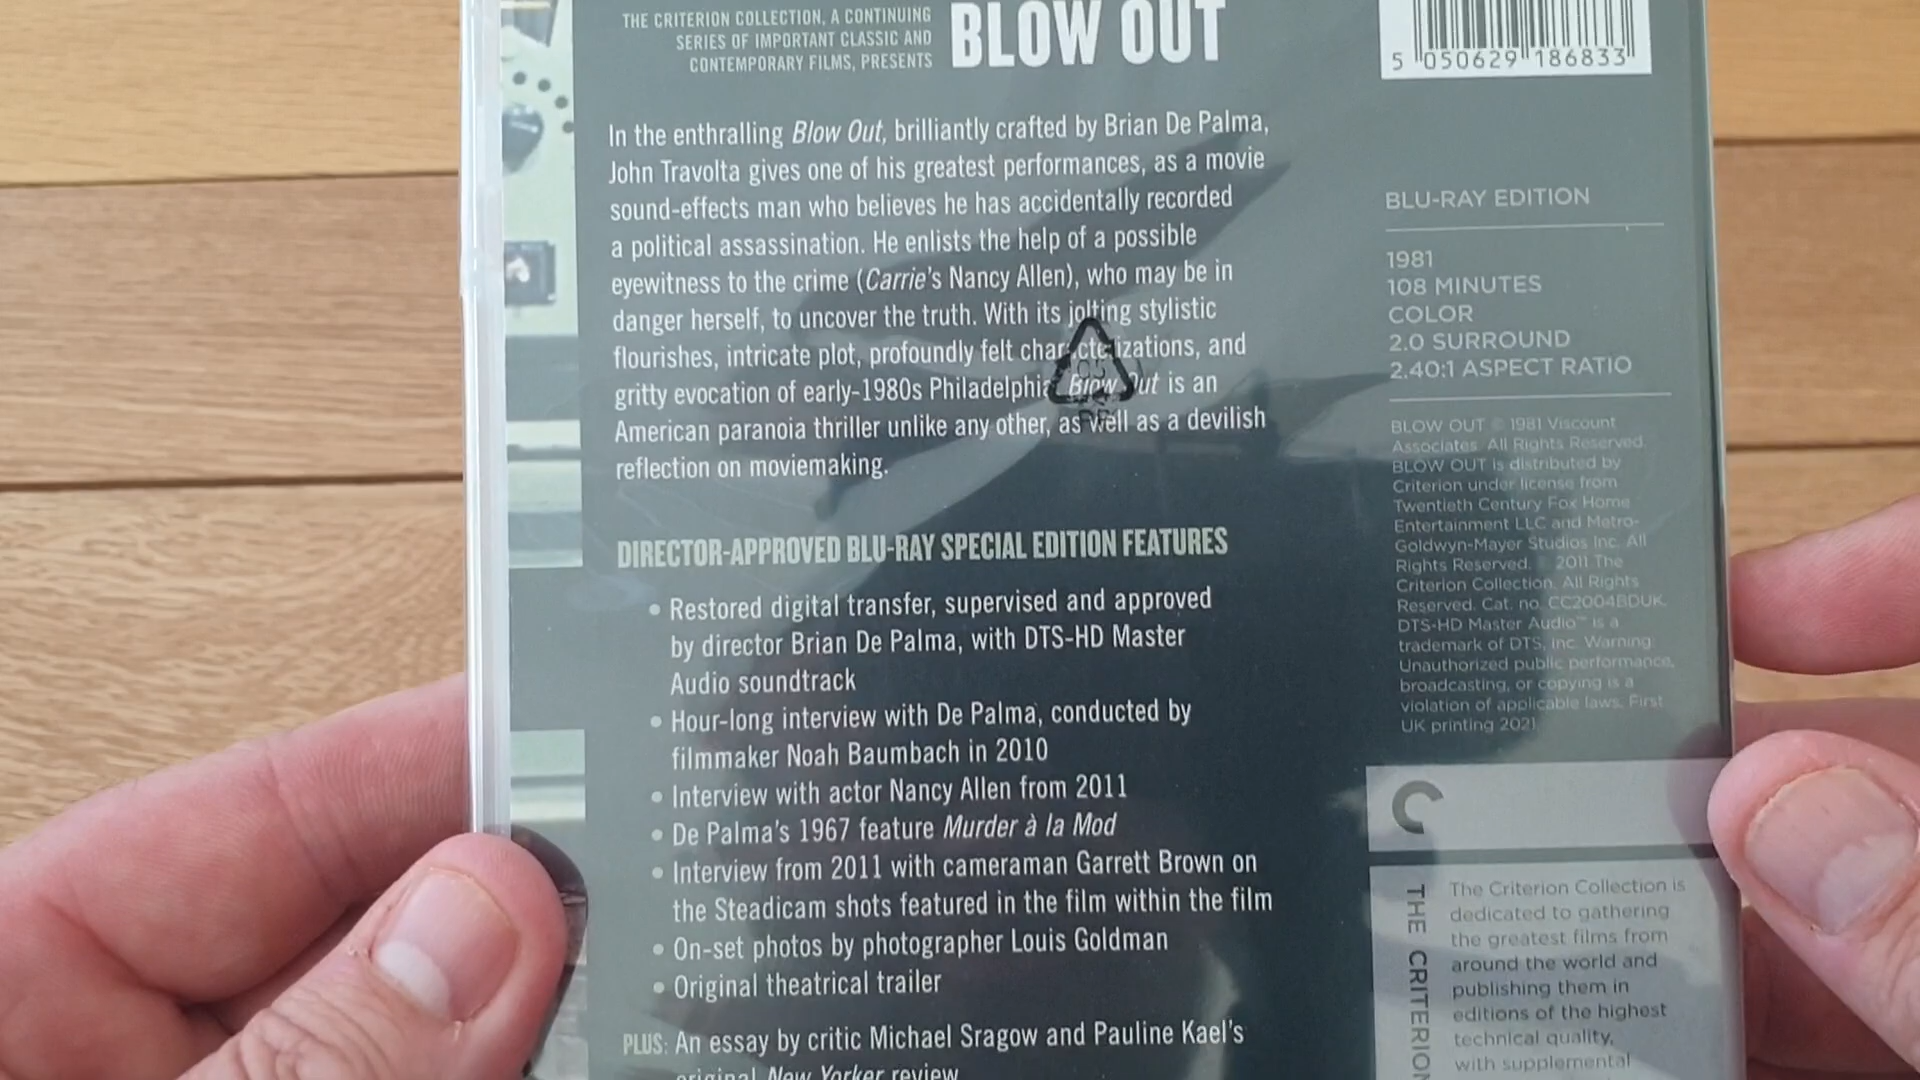 THE CRITERION COLLECTION, A CONTINUING
SERIES OF IMPORTANT CLASSIC AND
CONTEMPORARY FILMS, PRESENTS
BLOW OUT
In the enthralling Blow Out, brilliantly crafted by Brian De Palma,
John Travolta gives one of his greatest performances, as a movie
sound-effects man who believes he has accidentally recorded
a political assassination. He enlists the help of a possible
eyewitness to the crime (Carrie's Nancy Allen), who may be in
danger herself, to uncover the truth. With its jolting stylistic
flourishes, intricate plot, profoundly felt characterizations, and
gritty evocation of early-1980s Philadelphia, Blow Out is an
American paranoia thriller unlike any other, as well as a devilish
reflection on moviemaking.
DIRECTOR-APPROVED BLU-RAY SPECIAL EDITION FEATURES
• Restored digital transfer, supervised and approved
by director Brian De Palma, with DTS-HD Master
Audio soundtrack
• Hour-long interview with De Palma, conducted by
filmmaker Noah Baumbach in 2010
• Interview with actor Nancy Allen from 2011
• De Palma's 1967 feature Murder à la Mod
• Interview from 2011 with cameraman Garrett Brown on
the Steadicam shots featured in the film within the film
• On-set photos by photographer Louis Goldman
• Original theatrical trailer
PLUS: An essay by critic Michael Sragow and Pauline Kael's
original New Yorker review
5 050629 186833
BLU-RAY EDITION
1981
108 MINUTES
COLOR
2.0 SURROUND
2.40:1 ASPECT RATIO
BLOW OUT © 1981 Viscount
Associates. All Rights Reserved.
BLOW OUT is distributed by
Criterion under license from
Twentieth Century Fox Home
Entertainment LLC and Metro-
Goldwyn-Mayer Studios Inc. All
Rights Reserved. © 2011 The
Criterion Collection. All Rights
Reserved. Cat. no. CC2004BDUK.
DTS-HD Master Audio™ is a
trademark of DTS, Inc. Warning:
Unauthorized public performance,
broadcasting, or copying is a
violation of applicable laws. First
UK printing 2021.
THE CRITERION
The Criterion Collection is
dedicated to gathering
the greatest films from
around the world and
publishing them in
editions of the highest
technical quality,
with supplemental